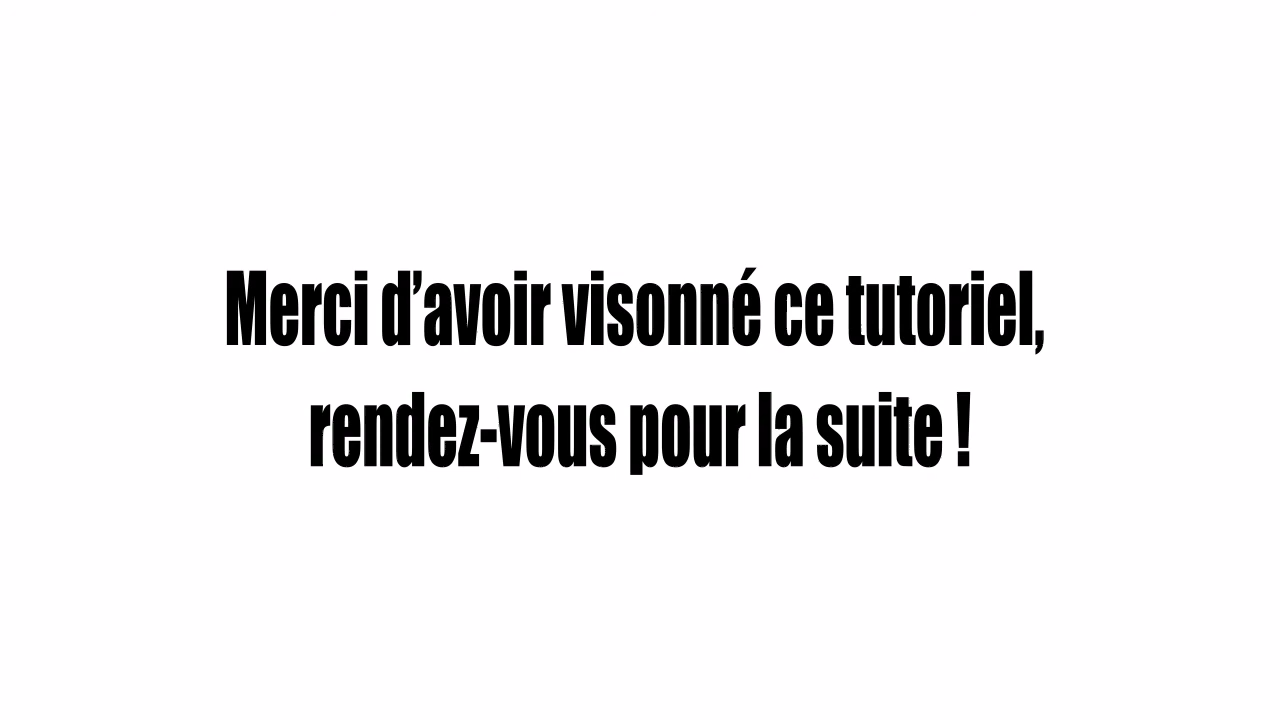 Merci d’avoir visonné ce tutoriel,
rendez-vous pour la suite !